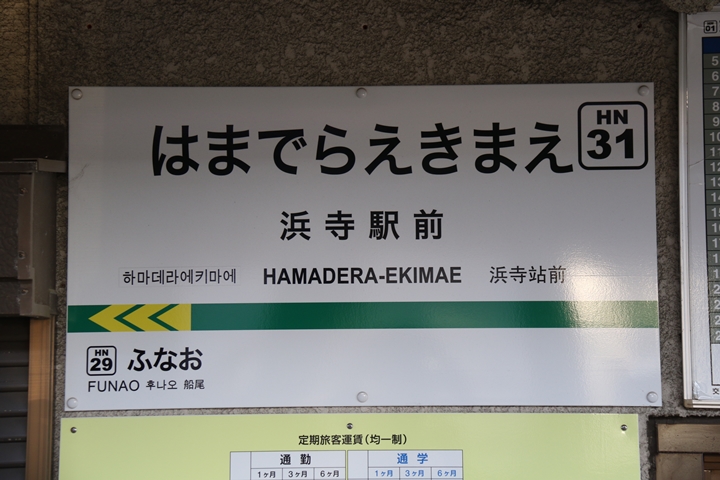 はまでらえきまえ
HN
31
浜寺駅前
하마데라에키마에 HAMADERA-EKIMAE 浜寺站前
HN
29
ふなお
FUNAO 후나오 船尾
定期旅客運賃(均一制)
通勤 通学
1ヶ月 3ヶ月 6ヶ月 1ヶ月 3ヶ月 6ヶ月